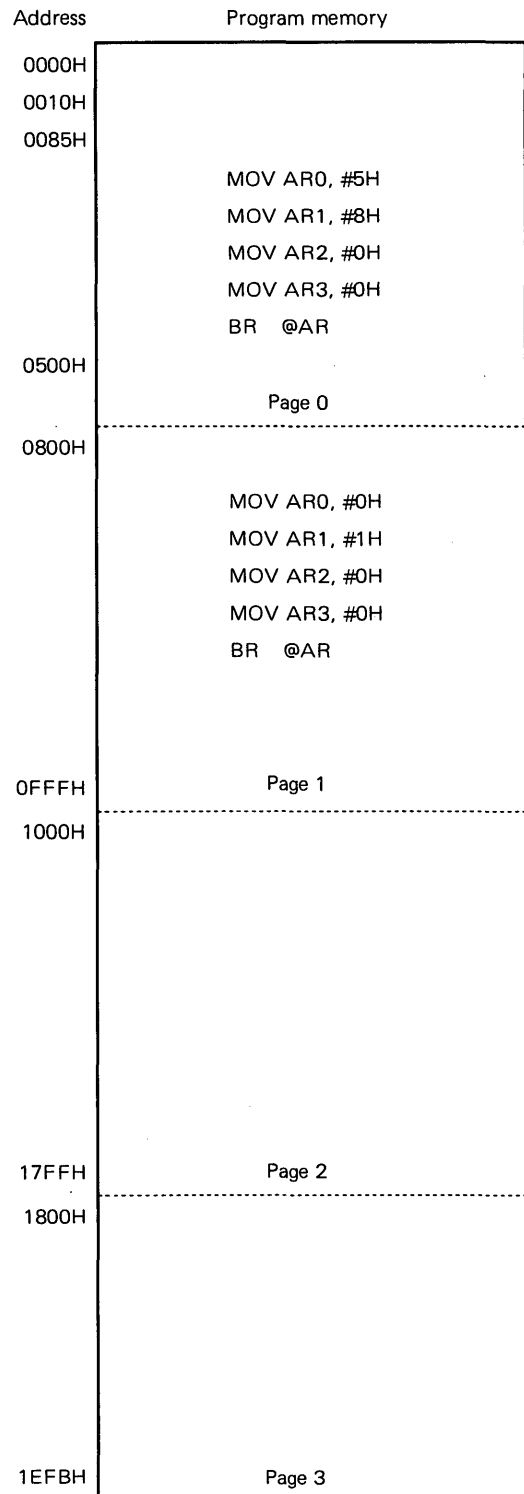 Address Program memory
0000H
0010H
0085H
MOV AR0, #5H
MOV AR1, #8H
MOV AR2, #0H
MOV AR3, #0H
BR @AR
0500H
Page 0
0800H
MOV AR0, #0H
MOV AR1, #1H
MOV AR2, #0H
MOV AR3, #0H
BR @AR
0FFFH Page 1
1000H
17FFH Page 2
1800H
1EFBH Page 3